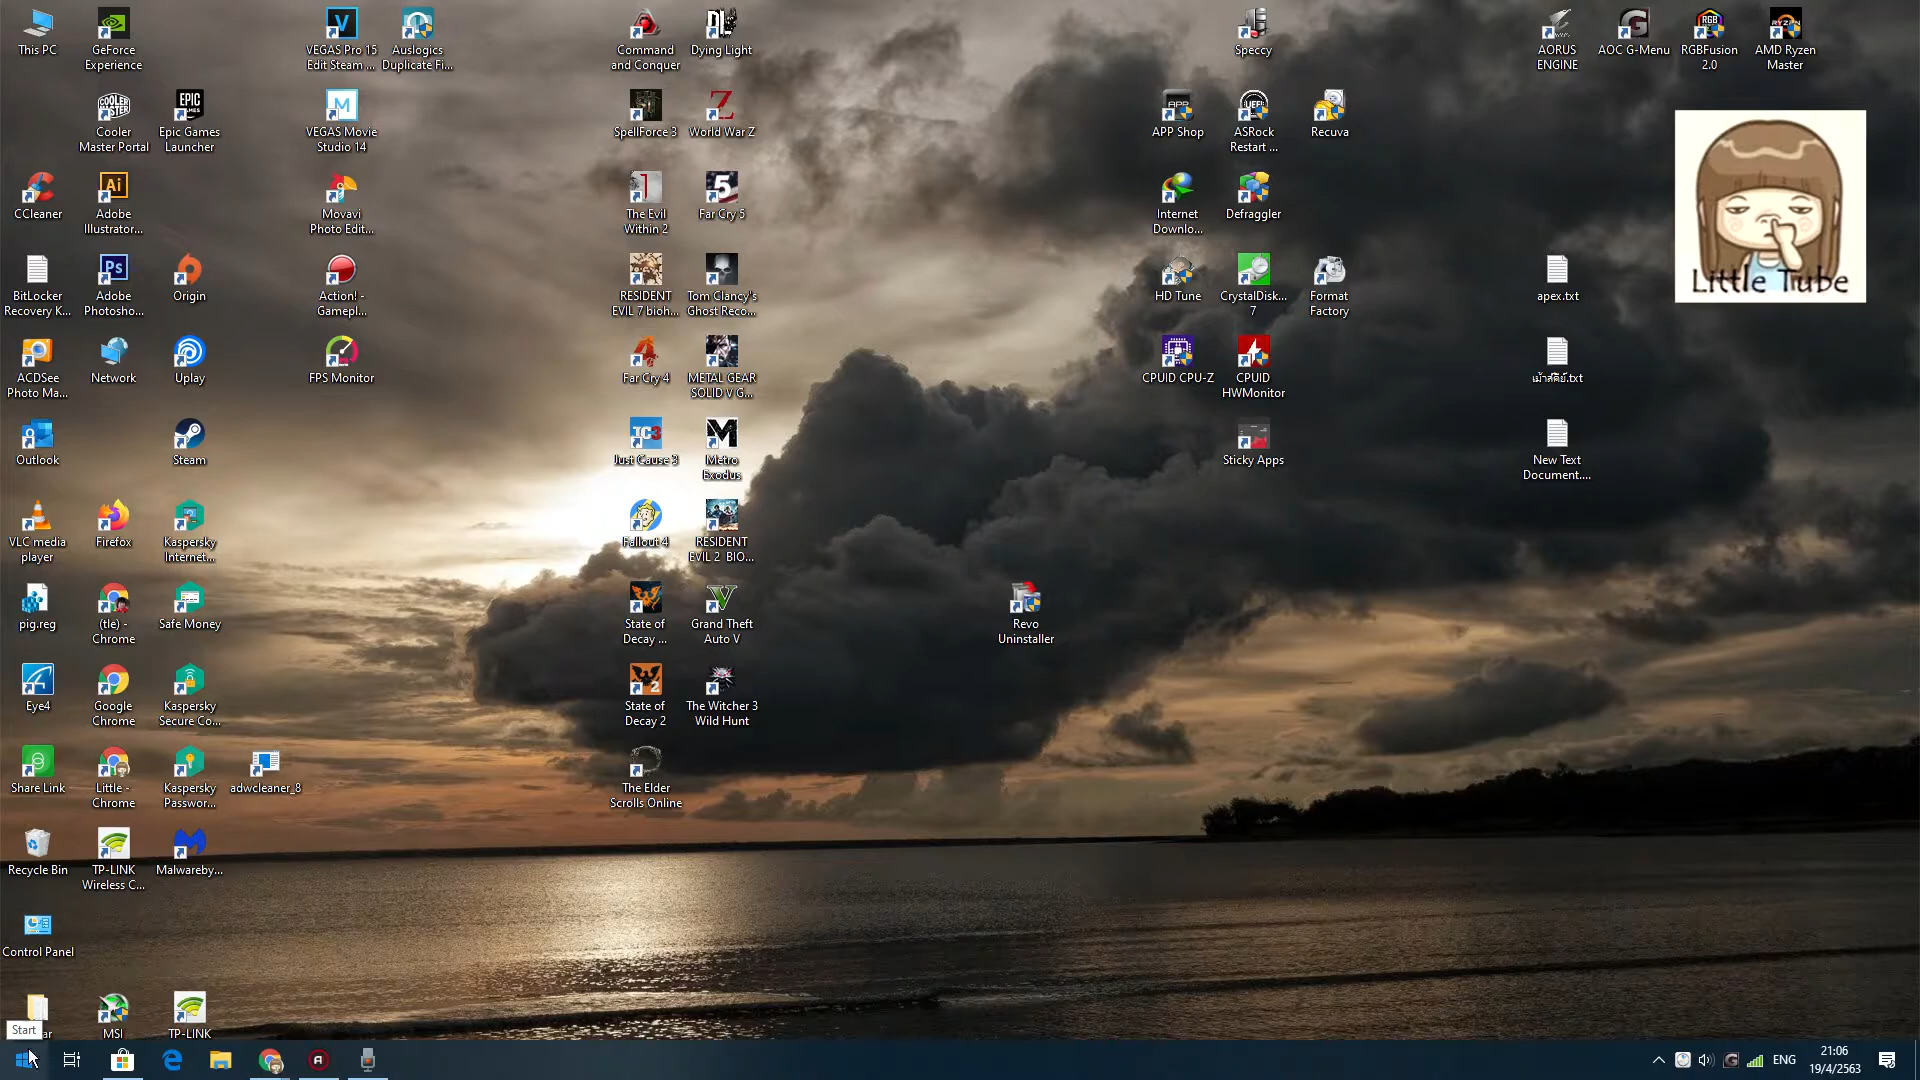 This PC
GeForce
Experience
VEGAS Pro 15
Edit Steam ...
Auslogics
Duplicate Fi...
Command
and Conquer
Dying Light
Speccy
AORUS
ENGINE
AOC G-Menu
RGBFusion
2.0
AMD Ryzen
Master
Cooler
Master Portal
Epic Games
Launcher
VEGAS Movie
Studio 14
SpellForce 3
World War Z
APP Shop
ASRock
Restart ...
Recuva
CCleaner
Adobe
Illustrator...
Movavi
Photo Edit...
The Evil
Within 2
Far Cry 5
Internet
Downlo...
Defraggler
Little Tube
BitLocker
Recovery K...
Adobe
Photosho...
Origin
Action! -
Gamepl...
RESIDENT
EVIL 7 bioh...
Tom Clancy's
Ghost Reco...
HD Tune
CrystalDisk...
7
Format
Factory
apex.txt
ACDSee
Photo Ma...
Network
Uplay
FPS Monitor
Far Cry 4
METAL GEAR
SOLID V G...
CPUID CPU-Z
CPUID
HWMonitor
Outlook
Steam
Just Cause 3
Metro
Exodus
Sticky Apps
New Text
Document....
VLC media
player
Firefox
Kaspersky
Internet...
Fallout 4
RESIDENT
EVIL 2 BIO...
pig.reg
(tle) -
Chrome
Safe Money
State of
Decay ...
Grand Theft
Auto V
Revo
Uninstaller
Eye4
Google
Chrome
Kaspersky
Secure Co...
State of
Decay 2
The Witcher 3
Wild Hunt
Share Link
Little -
Chrome
Kaspersky
Passwor...
adwcleaner_8
The Elder
Scrolls Online
Recycle Bin
TP-LINK
Wireless C...
Malwareby...
Control Panel
Start
MSI
TP-LINK
ENG
21:06
19/4/2563